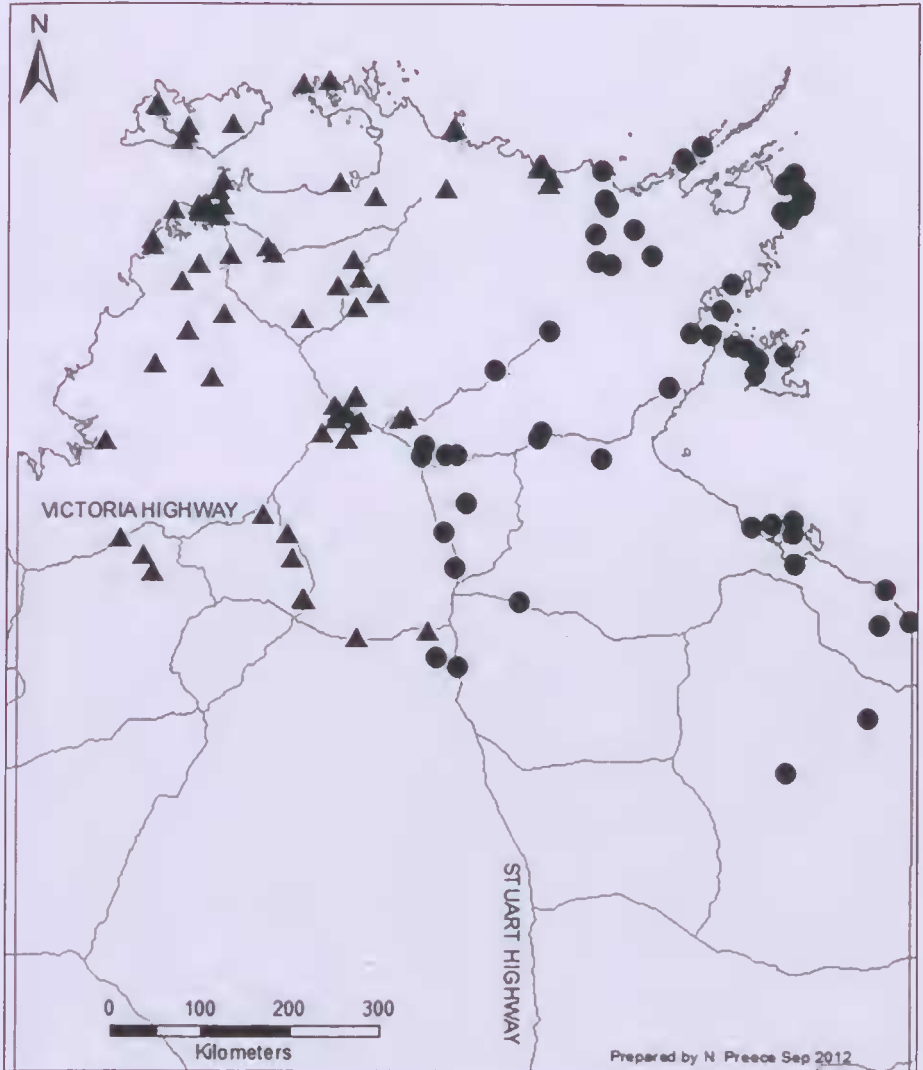 N
VICTORIA HIGHWAY
STUART HIGHWAY
0 100 200 300
Kilometers
Prepared by N Preece Sep 2012